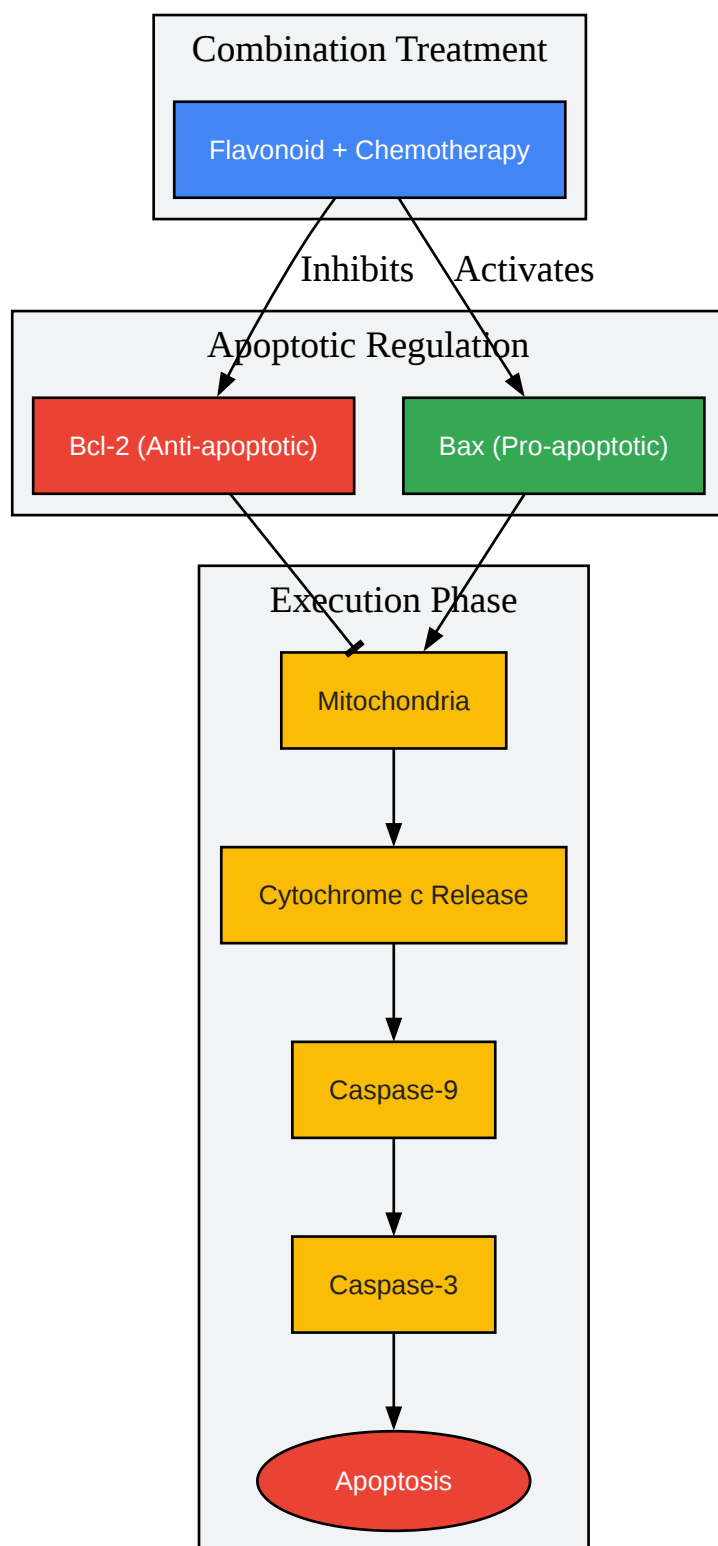 Combination Treatment
Flavonoid + Chemotherapy
Inhibits
Activates
Apoptotic Regulation
Bcl-2 (Anti-apoptotic)
Bax (Pro-apoptotic)
Execution Phase
Mitochondria
Cytochrome c Release
Caspase-9
Caspase-3
Apoptosis